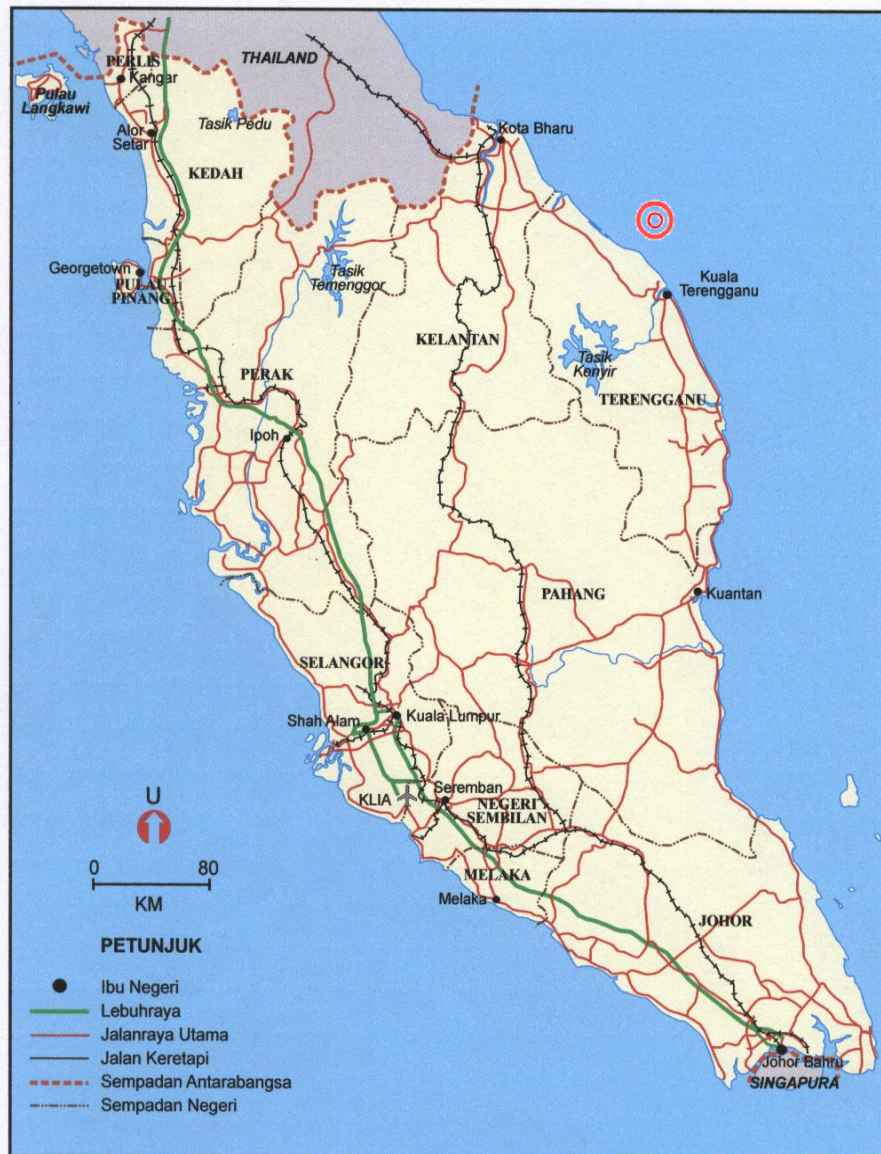 THAILAND
PERLIS
Kangar
Pulau
Langkawi
Tasik Pedu
Kota Bharu
Alor
Setar
KEDAH
Georgetown
PULAU
PINANG
Tasik
Temenggor
Kuala
Terengganu
KELANTAN
Tasik
Kenyir
PERAK
TERENGGANU
Ipoh
PAHANG
Kuantan
SELANGOR
Shah Alam
Kuala Lumpur
KLIA
Seremban
NEGERI
SEMBILAN
MELAKA
Melaka
JOHOR
Johor Bahru
SINGAPURA
U
0 80
KM
PETUNJUK
Ibu Negeri
Lebuhraya
Jalanraya Utama
Jalan Keretapi
Sempadan Antarabangsa
Sempadan Negeri